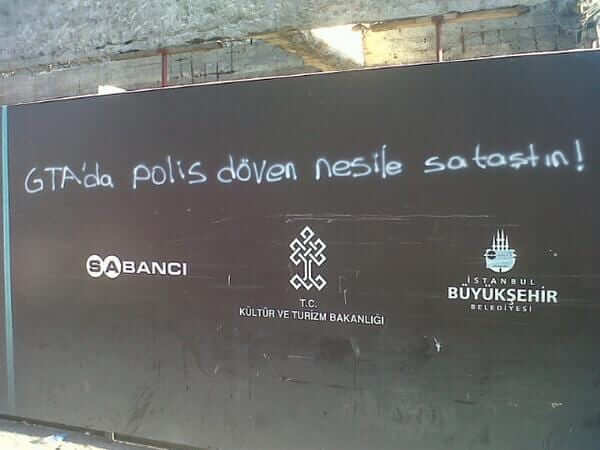 GTA'da polis döven nesile sataştın!
SABANCI
T.C.
KÜLTÜR VE TURİZM BAKANLIĞI
İSTANBUL
BÜYÜKŞEHİR
BELEDİYESİ